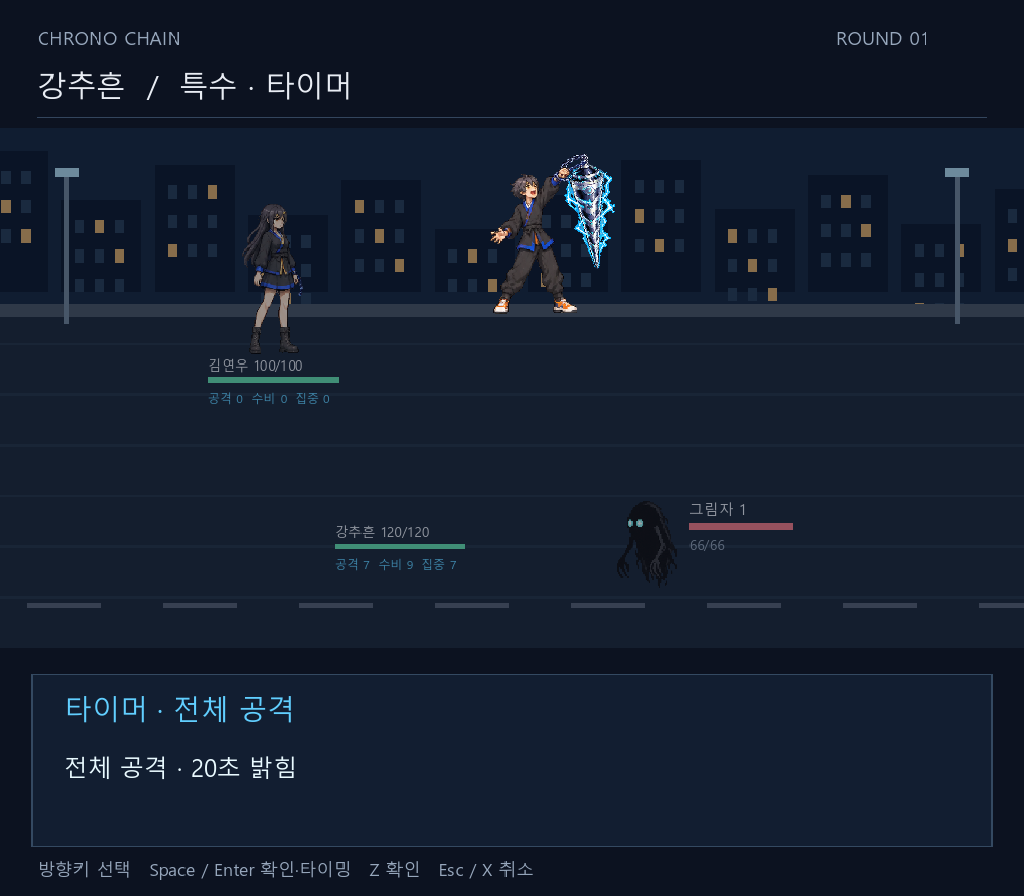 CHRONO CHAIN
ROUND 01
강추흔 / 특수 · 타이머
김연우 100/100
공격 0 수비 0 집중 0
그림자 1
66/66
강추흔 120/120
공격 7 수비 9 집중 7
타이머 · 전체 공격
전체 공격 · 20초 밝힘
방향키 선택 Space / Enter 확인·타이밍 Z 확인 Esc / X 취소